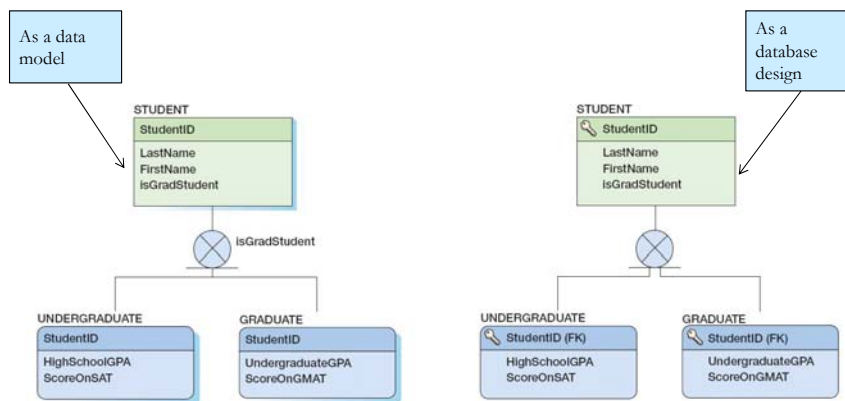 As a data
model
STUDENT
StudentID
LastName
FirstName
isGradStudent
isGradStudent
UNDERGRADUATE
StudentID
HighSchoolGPA
ScoreOnSAT
GRADUATE
StudentID
UndergraduateGPA
ScoreOnGMAT
As a
database
design
STUDENT
StudentID
LastName
FirstName
isGradStudent
UNDERGRADUATE
StudentID (FK)
HighSchoolGPA
ScoreOnSAT
GRADUATE
StudentID (FK)
UndergraduateGPA
ScoreOnGMAT